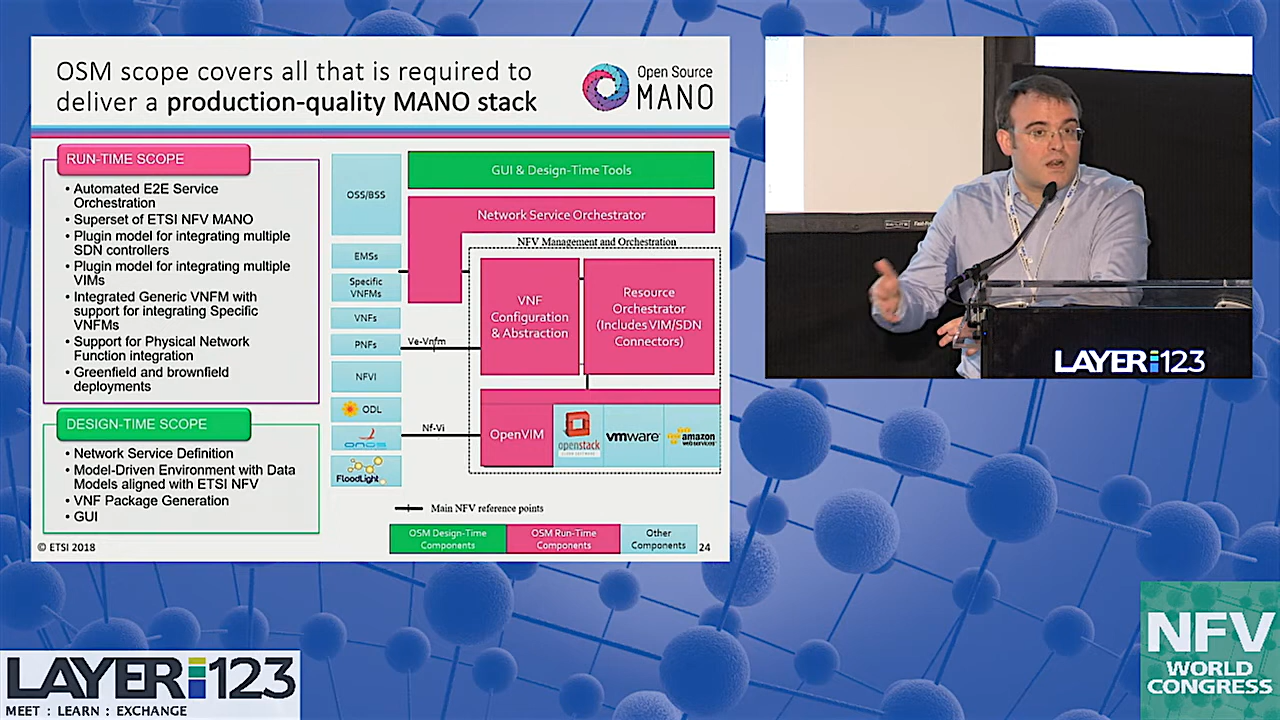 OSM scope covers all that is required to
deliver a production-quality MANO stack
Open Source
MANO
RUN-TIME SCOPE
• Automated E2E Service
Orchestration
• Superset of ETSI NFV MANO
• Plugin model for integrating multiple
SDN controllers
• Plugin model for integrating multiple
VIMs
• Integrated Generic VNFM with
support for integrating Specific
VNFMs
• Support for Physical Network
Function integration
• Greenfield and brownfield
deployments
DESIGN-TIME SCOPE
• Network Service Definition
• Model-Driven Environment with Data
Models aligned with ETSI NFV
• VNF Package Generation
• GUI
OSS/BSS
EMSs
Specific
VNFMs
VNFs
PNFs
NFVI
ODL
ONOS
FloodLight
GUI & Design-Time Tools
Network Service Orchestrator
NFV Management and Orchestration
VNF
Configuration
& Abstraction
Resource
Orchestrator
(Includes VIM/SDN
Connectors)
Ve-Vnfm
Nf-Vi
OpenVIM
openstack
vmware
amazon
web services
Main NFV reference points
OSM Design-Time
Components
OSM Run-Time
Components
Other
Components
24
© ETSI 2018
LAYER123
LAYER123
MEET : LEARN : EXCHANGE
NFV
WORLD
CONGRESS